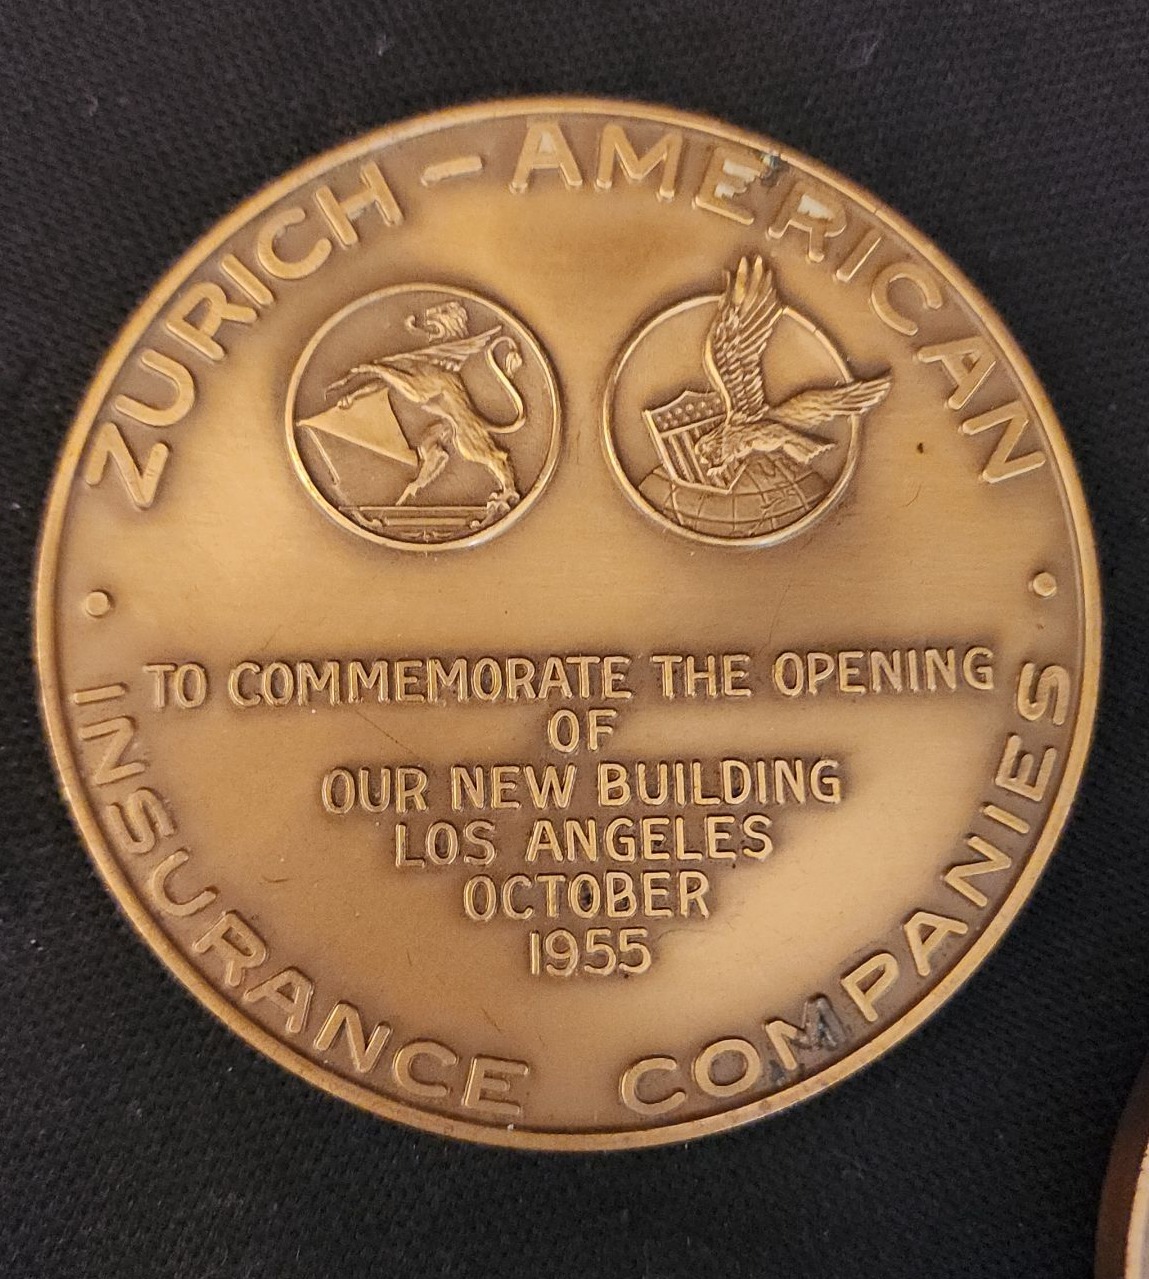 ZURICH - AMERICAN
TO COMMEMORATE THE OPENING
OF
OUR NEW BUILDING
LOS ANGELES
OCTOBER
1955
· INSURANCE COMPANIES ·